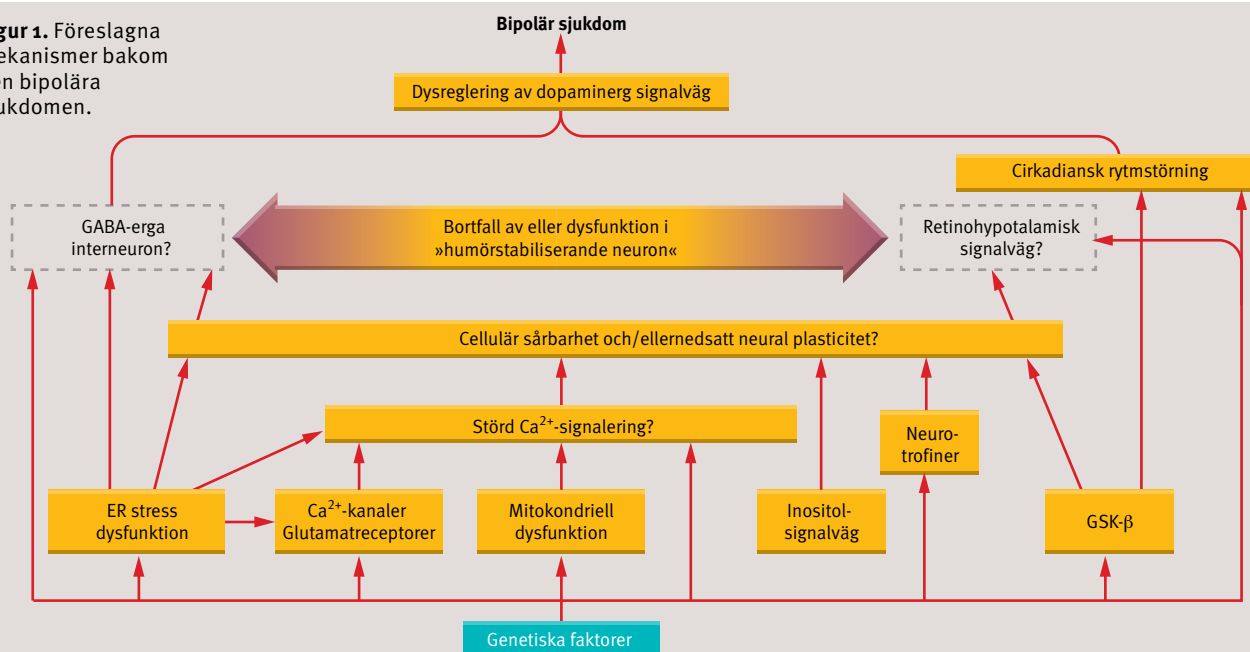 gur 1. Föreslagna
ekanismer bakom
en bipolära
ukdomen.
Bipolär sjukdom
Dysreglering av dopaminerg signalväg
Cirkadiansk rytmstörning
GABA-erga
interneuron?
Bortfall av eller dysfunktion i
»humörstabiliserande neuron«
Retinohypotalamisk
signalväg?
Cellulär sårbarhet och/ellernedsatt neural plasticitet?
Störd Ca²⁺-signalering?
Neuro-
trofiner
ER stress
dysfunktion
Ca²⁺-kanaler
Glutamatreceptorer
Mitokondriell
dysfunktion
Inositol-
signalväg
GSK-β
Genetiska faktorer